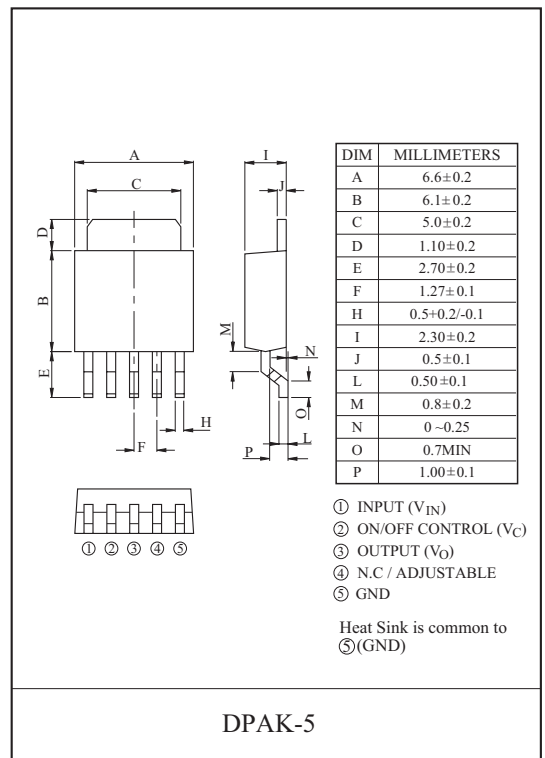 A
C
D
B
E
F
H
I
J
M
N
O
L
P
① ② ③ ④ ⑤
DIM MILLIMETERS
A 6.6±0.2
B 6.1±0.2
C 5.0±0.2
D 1.10±0.2
E 2.70±0.2
F 1.27±0.1
H 0.5+0.2/-0.1
I 2.30±0.2
J 0.5±0.1
L 0.50±0.1
M 0.8±0.2
N 0~0.25
O 0.7MIN
P 1.00±0.1
① INPUT (VIN)
② ON/OFF CONTROL (VC)
③ OUTPUT (VO)
④ N.C / ADJUSTABLE
⑤ GND
Heat Sink is common to
⑤(GND)
DPAK-5